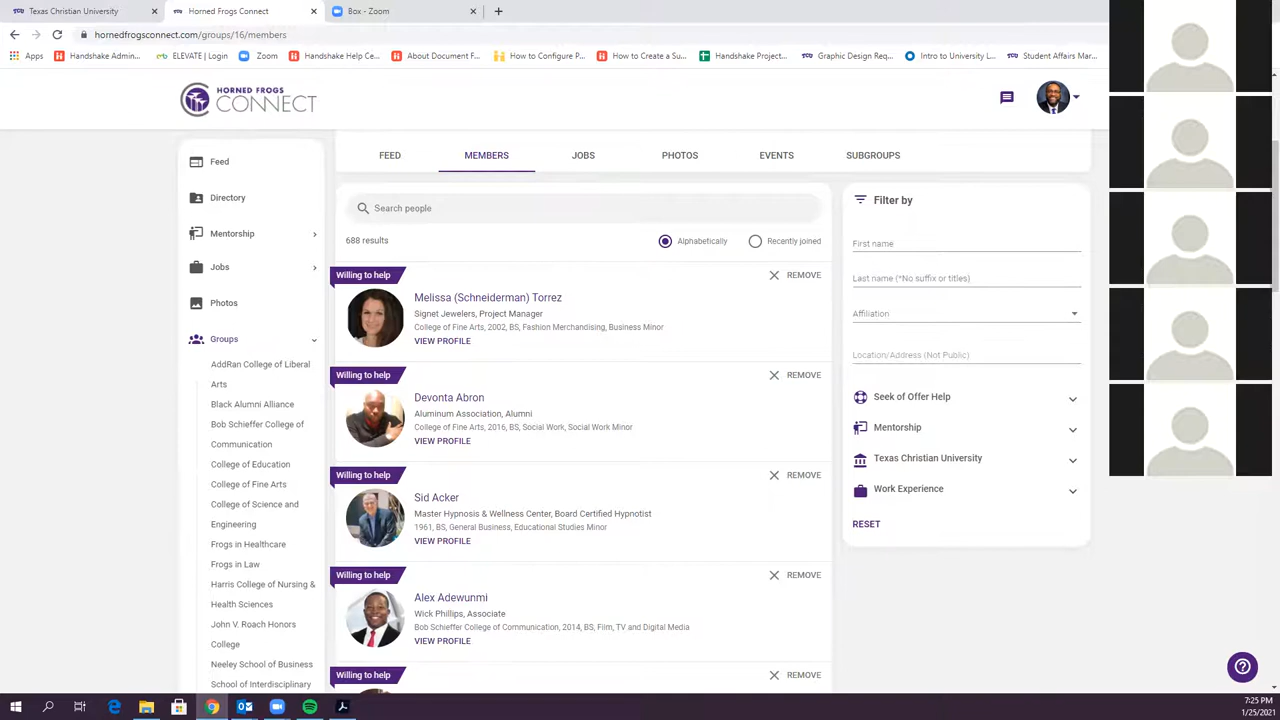 Texas Christian University
Horned Frogs Connect
Box - Zoom
hornedfrogsconnect.com/groups/16/members
Apps
Handshake Admin...
ELEVATE | Login
Zoom
Handshake Help Ce...
About Document F...
How to Configure P...
How to Create a Su...
Handshake Project...
Graphic Design Req...
Intro to University L...
Student Affairs Mar...
HORNED FROGS
CONNECT
Feed
Directory
Mentorship
Jobs
Photos
Groups
AddRan College of Liberal
Arts
Black Alumni Alliance
Bob Schieffer College of
Communication
College of Education
College of Fine Arts
College of Science and
Engineering
Frogs in Healthcare
Frogs in Law
Harris College of Nursing &
Health Sciences
John V. Roach Honors
College
Neeley School of Business
School of Interdisciplinary
FEED
MEMBERS
JOBS
PHOTOS
EVENTS
SUBGROUPS
Search people
688 results
Alphabetically
Recently joined
Willing to help
REMOVE
Melissa (Schneiderman) Torrez
Signet Jewelers, Project Manager
College of Fine Arts, 2002, BS, Fashion Merchandising, Business Minor
VIEW PROFILE
Willing to help
REMOVE
Devonta Abron
Aluminum Association, Alumni
College of Fine Arts, 2016, BS, Social Work, Social Work Minor
VIEW PROFILE
Willing to help
REMOVE
Sid Acker
Master Hypnosis & Wellness Center, Board Certified Hypnotist
1961, BS, General Business, Educational Studies Minor
VIEW PROFILE
Willing to help
REMOVE
Alex Adewunmi
Wick Phillips, Associate
Bob Schieffer College of Communication, 2014, BS, Film, TV and Digital Media
VIEW PROFILE
Willing to help
REMOVE
Filter by
First name
Last name (*No suffix or titles)
Affiliation
Location/Address (Not Public)
Seek of Offer Help
Mentorship
Texas Christian University
Work Experience
RESET
7:25 PM
1/25/2021